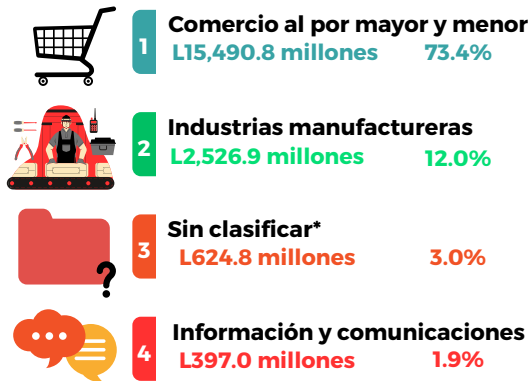 1
Comercio al por mayor y menor
L15,490.8 millones 73.4%
2
Industrias manufactureras
L2,526.9 millones 12.0%
3
Sin clasificar*
L624.8 millones 3.0%
?
4
Información y comunicaciones
L397.0 millones 1.9%